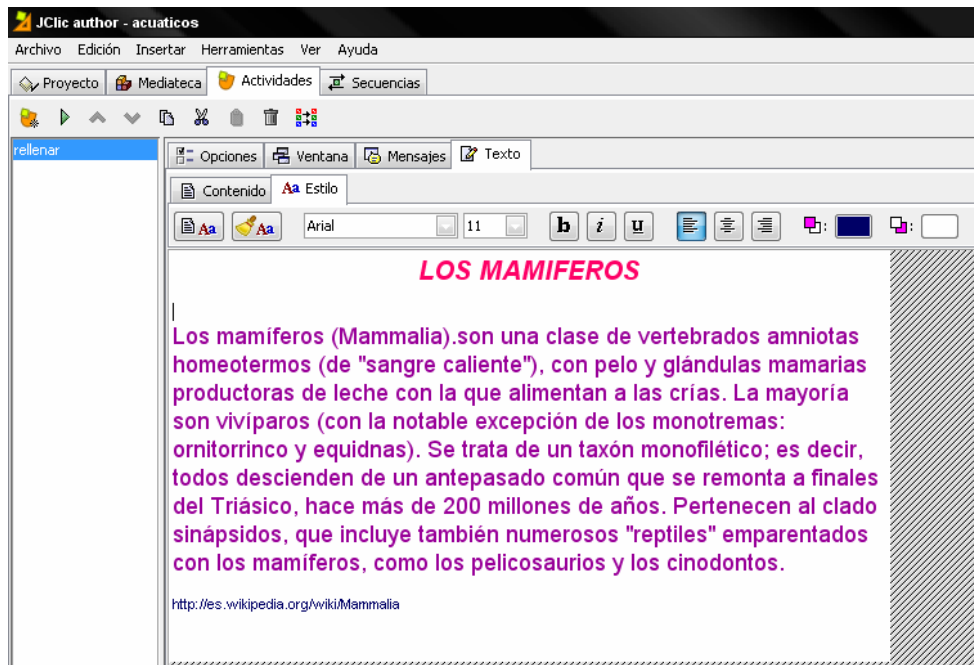 JClic author - acuaticos
Archivo Edición Insertar Herramientas Ver Ayuda
Proyecto Mediateca Actividades Secuencias
rellenar
Opciones Ventana Mensajes Texto
Contenido Aa Estilo
Aa Aa Arial 11 b i u
LOS MAMIFEROS
Los mamíferos (Mammalia).son una clase de vertebrados amniotas
homeotermos (de "sangre caliente"), con pelo y glándulas mamarias
productoras de leche con la que alimentan a las crías. La mayoría
son vivíparos (con la notable excepción de los monotremas:
ornitorrinco y equidnas). Se trata de un taxón monofilético; es decir,
todos descienden de un antepasado común que se remonta a finales
del Triásico, hace más de 200 millones de años. Pertenecen al clado
sinápsidos, que incluye también numerosos "reptiles" emparentados
con los mamíferos, como los pelicosaurios y los cinodontos.
http://es.wikipedia.org/wiki/Mammalia